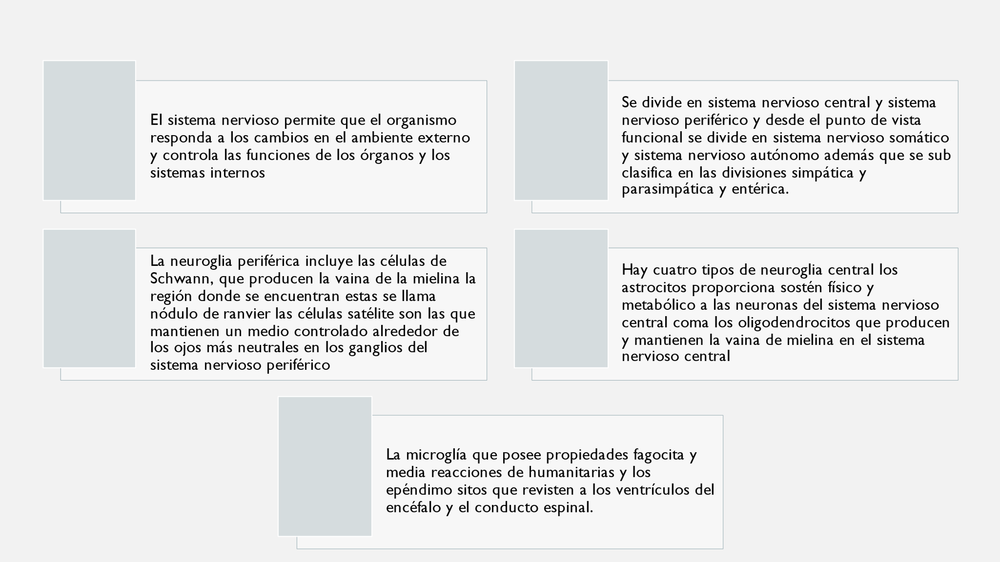 El sistema nervioso permite que el organismo
responda a los cambios en el ambiente externo
y controla las funciones de los órganos y los
sistemas internos
Se divide en sistema nervioso central y sistema
nervioso periférico y desde el punto de vista
funcional se divide en sistema nervioso somático
y sistema nervioso autónomo además que se sub
clasifica en las divisiones simpática y
parasimpática y entérica.
La neuroglia periférica incluye las células de
Schwann, que producen la vaina de la mielina la
región donde se encuentran estas se llama
nódulo de ranvier las células satélite son las que
mantienen un medio controlado alrededor de
los ojos más neutrales en los ganglios del
sistema nervioso periférico
Hay cuatro tipos de neuroglia central los
astrocitos proporciona sostén físico y
metabólico a las neuronas del sistema nervioso
central coma los oligodendrocitos que producen
y mantienen la vaina de mielina en el sistema
nervioso central
La microglía que posee propiedades fagocita y
media reacciones de humanitarias y los
epéndimo sitos que revisten a los ventrículos del
encéfalo y el conducto espinal.